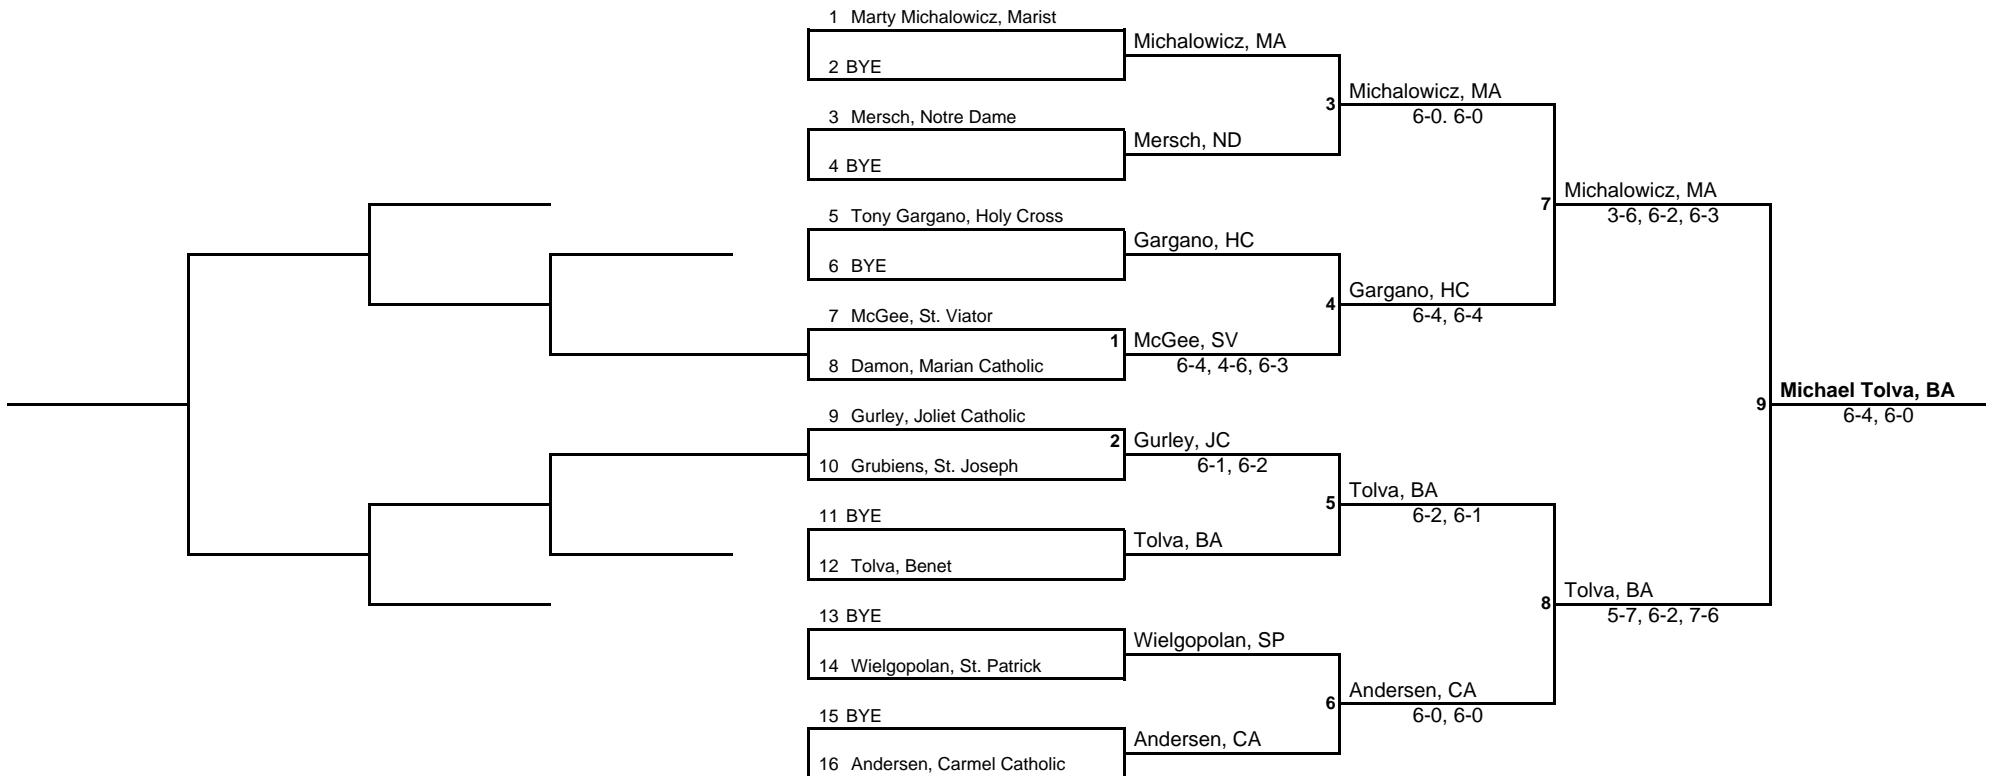 1 Marty Michalowicz, Marist
Michalowicz, MA
2 BYE
3 Michalowicz, MA
6-0. 6-0
3 Mersch, Notre Dame
Mersch, ND
4 BYE
7 Michalowicz, MA
3-6, 6-2, 6-3
5 Tony Gargano, Holy Cross
Gargano, HC
6 BYE
4 Gargano, HC
6-4, 6-4
7 McGee, St. Viator
1 McGee, SV
6-4, 4-6, 6-3
8 Damon, Marian Catholic
9 Michael Tolva, BA
6-4, 6-0
9 Gurley, Joliet Catholic
2 Gurley, JC
6-1, 6-2
10 Grubiens, St. Joseph
5 Tolva, BA
6-2, 6-1
11 BYE
Tolva, BA
12 Tolva, Benet
8 Tolva, BA
5-7, 6-2, 7-6
13 BYE
Wielgopolan, SP
14 Wielgopolan, St. Patrick
6 Andersen, CA
6-0, 6-0
15 BYE
Andersen, CA
16 Andersen, Carmel Catholic